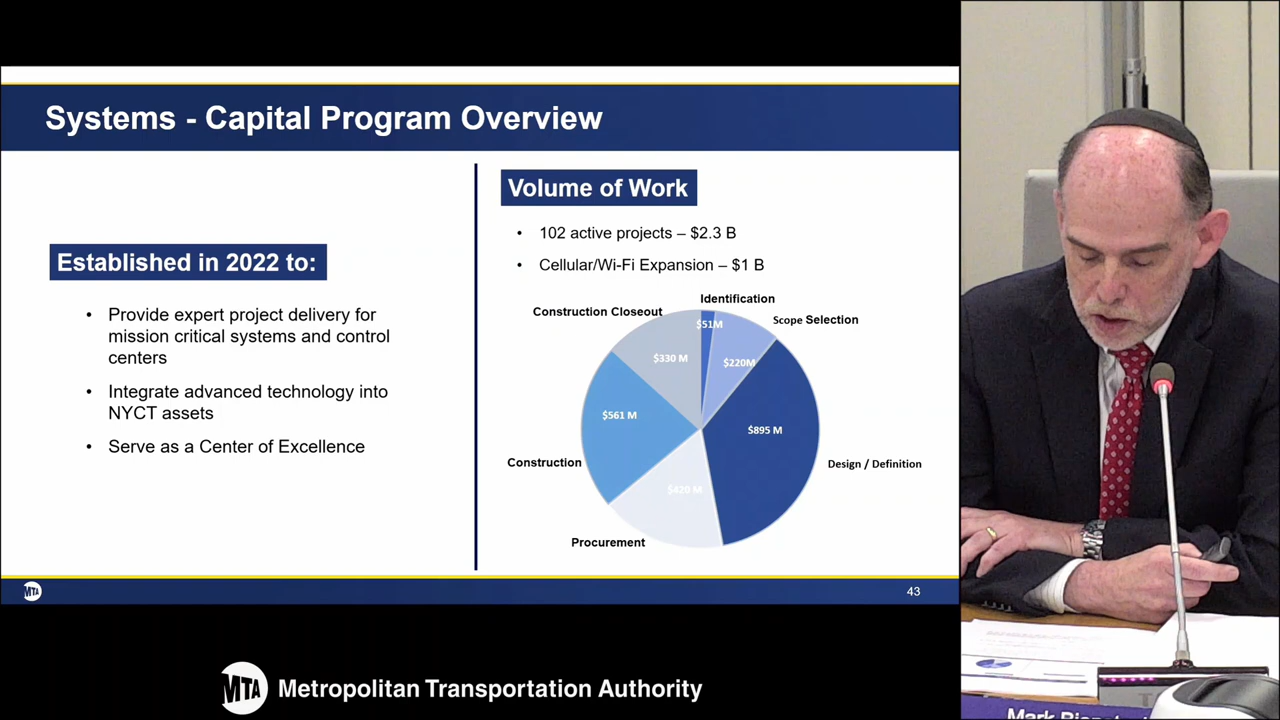 Systems - Capital Program Overview
Established in 2022 to:
• Provide expert project delivery for
mission critical systems and control
centers
• Integrate advanced technology into
NYCT assets
• Serve as a Center of Excellence
Volume of Work
• 102 active projects – $2.3 B
• Cellular/Wi-Fi Expansion – $1 B
Identification
Construction Closeout
Scope Selection
$51M
$330 M
$220M
$561 M
$895 M
Construction
Design / Definition
$420 M
Procurement
MTA
43
MTA Metropolitan Transportation Authority
Mark